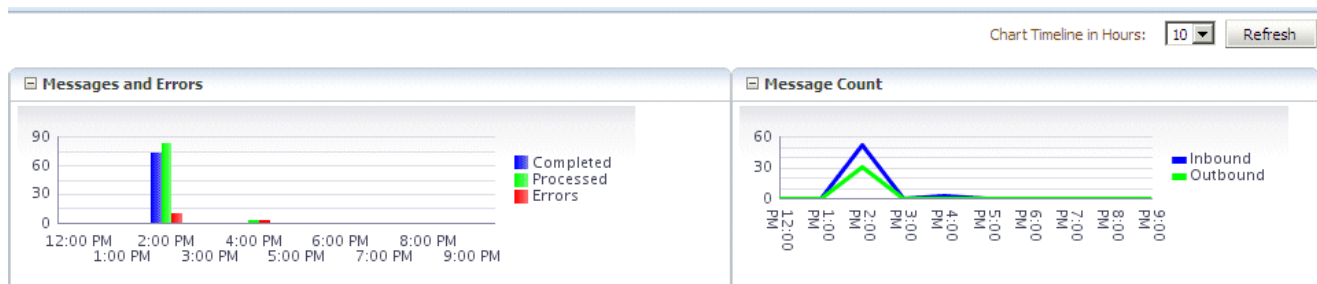 Chart Timeline in Hours: 10 Refresh
Messages and Errors
90
60
30
0
12:00 PM 2:00 PM 4:00 PM 6:00 PM 8:00 PM
1:00 PM 3:00 PM 5:00 PM 7:00 PM 9:00 PM
Completed
Processed
Errors
Message Count
60
30
0
12:00 PM
1:00 PM
2:00 PM
3:00 PM
4:00 PM
5:00 PM
6:00 PM
7:00 PM
8:00 PM
9:00 PM
Inbound
Outbound